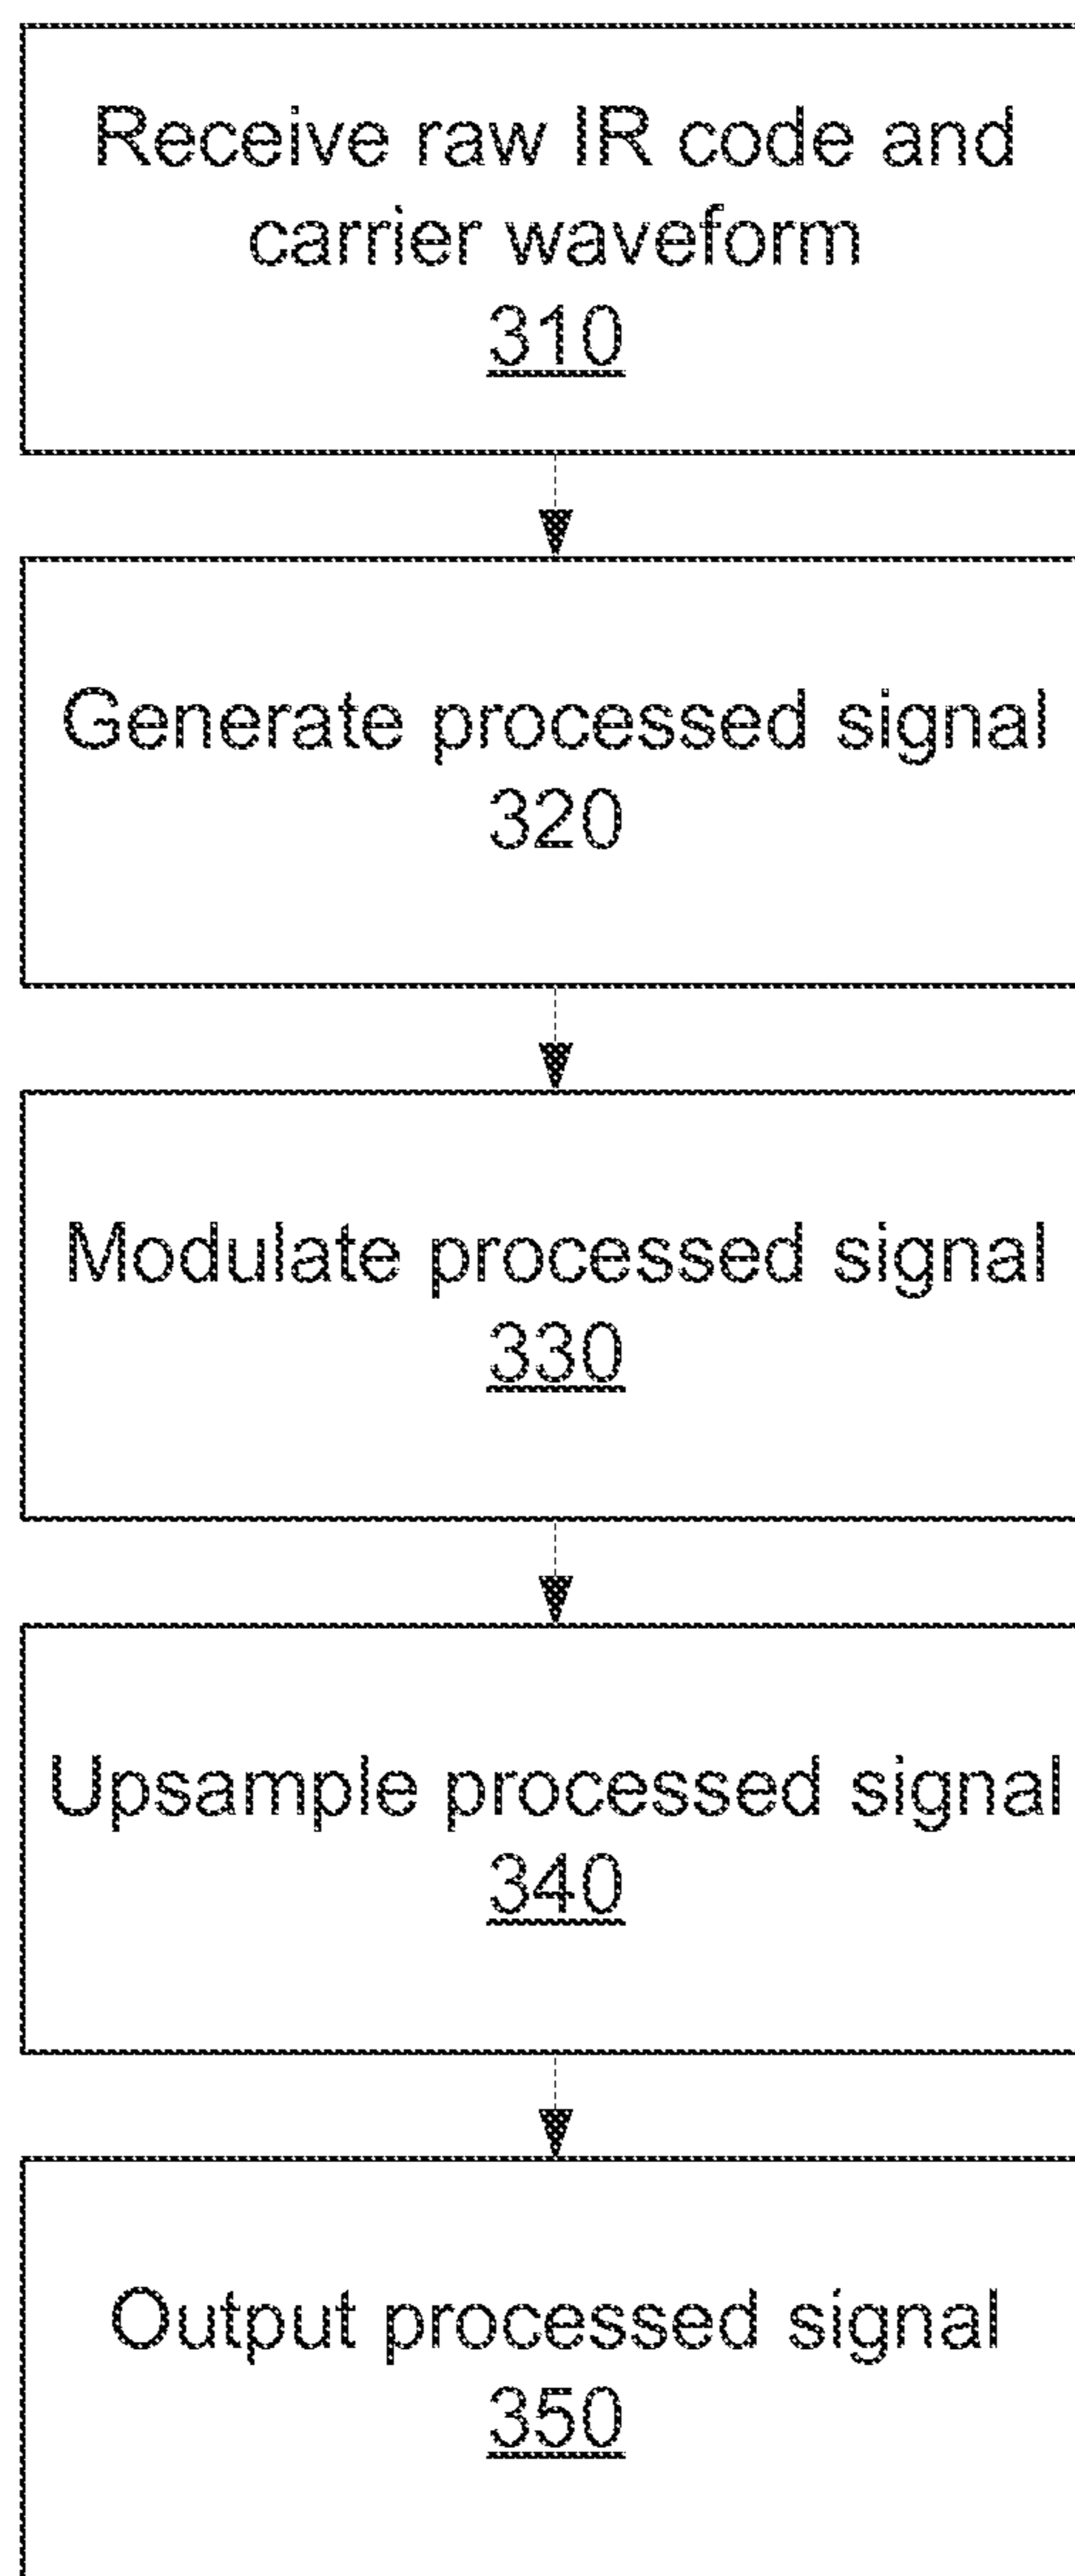 Receive raw IR code and
carrier waveform
310
Generate processed signal
320
Modulate processed signal
330
Upsample processed signal
340
Output processed signal
350